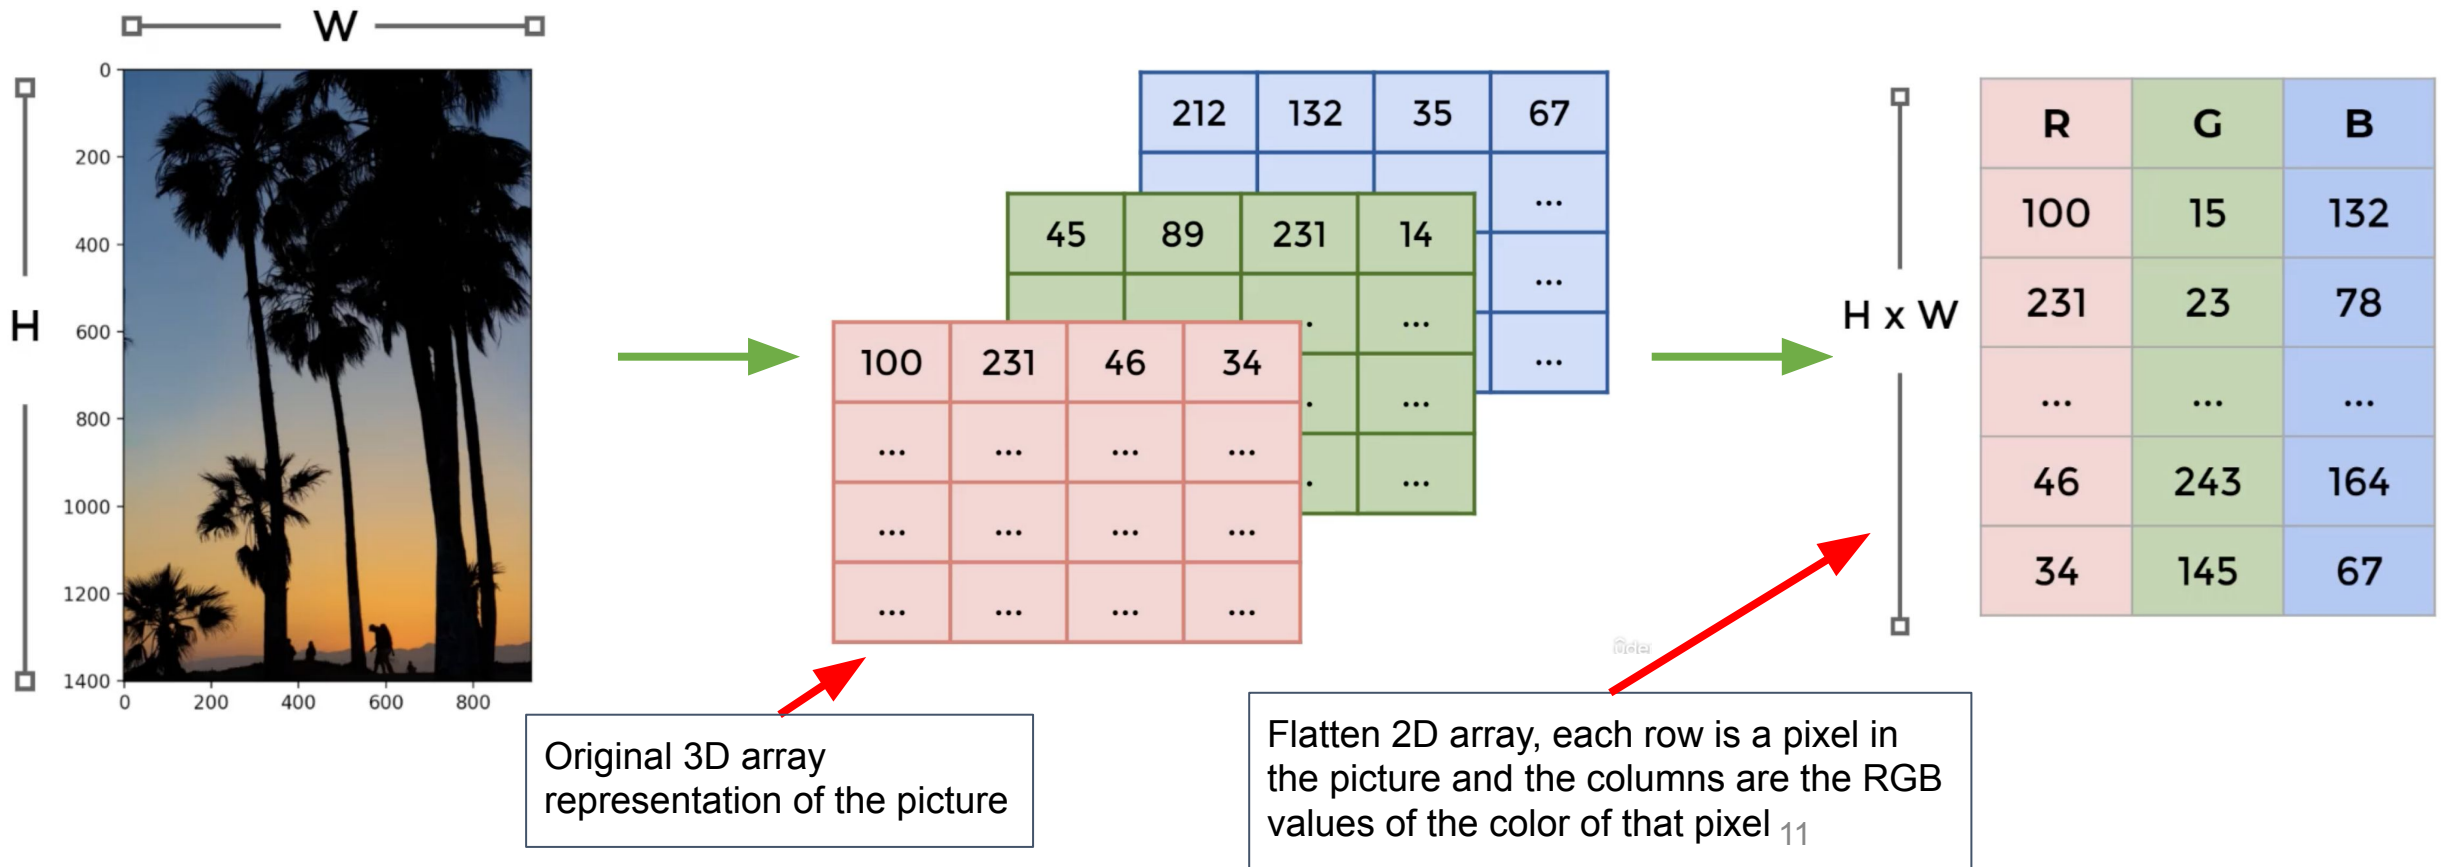 W
H
0
200
400
600
800
1000
1200
1400
0 200 400 600 800
212 132 35 67
...
...
...
45 89 231 14
. ...
. ...
. ...
100 231 46 34
... ... ... ...
... ... ... ...
... ... ... ...
H x W
R G B
100 15 132
231 23 78
... ... ...
46 243 164
34 145 67
Original 3D array
representation of the picture
Flatten 2D array, each row is a pixel in
the picture and the columns are the RGB
values of the color of that pixel
11